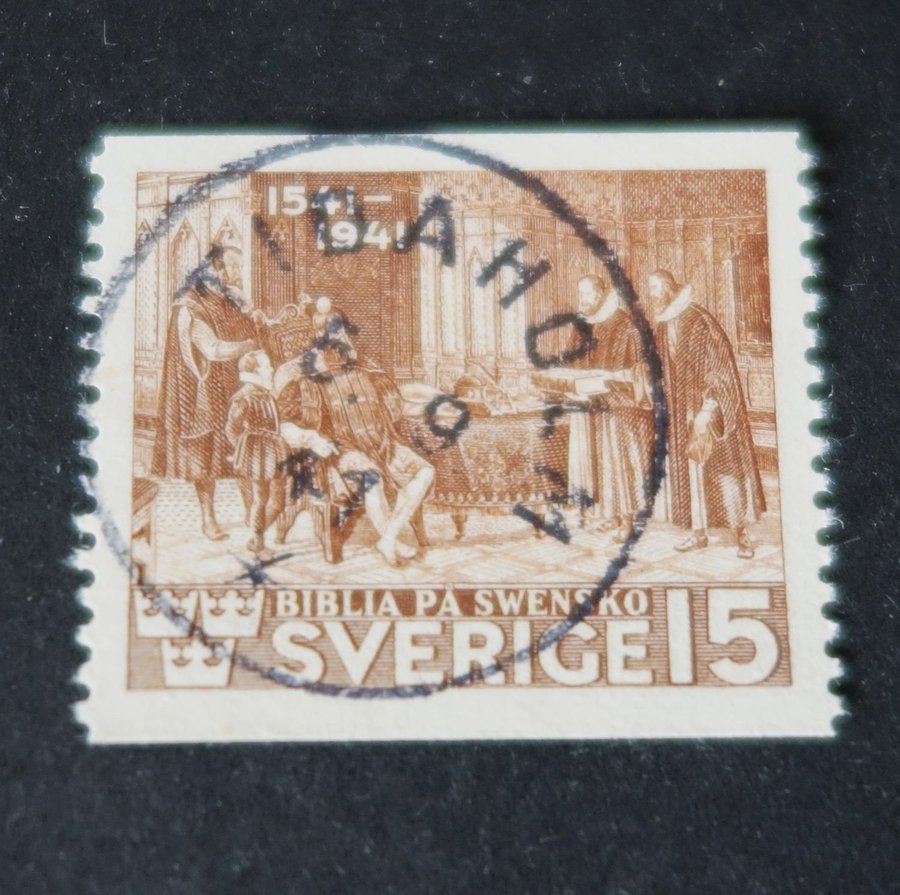 1541–
1941
BIBLIA PÅ SWENSKO
SVERIGE 15